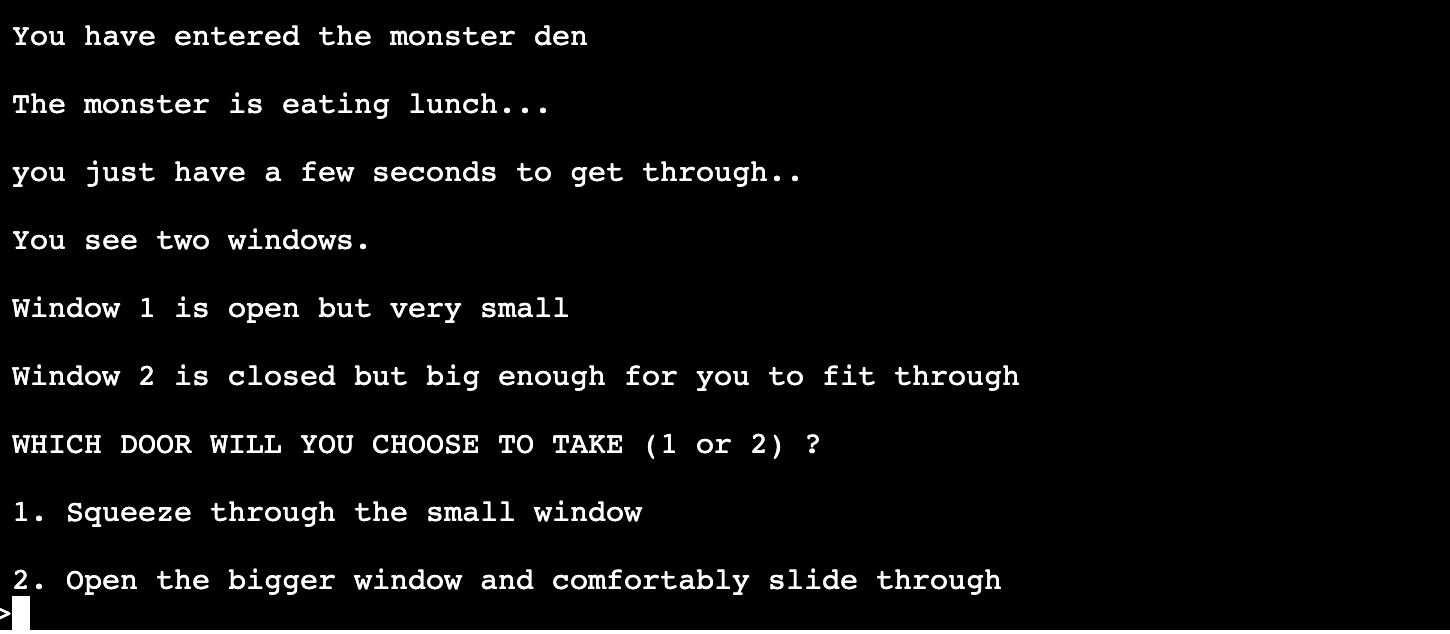 You have entered the monster den
The monster is eating lunch...
you just have a few seconds to get through..
You see two windows.
Window 1 is open but very small
Window 2 is closed but big enough for you to fit through
WHICH DOOR WILL YOU CHOOSE TO TAKE (1 or 2) ?
1. Squeeze through the small window
2. Open the bigger window and comfortably slide through
>